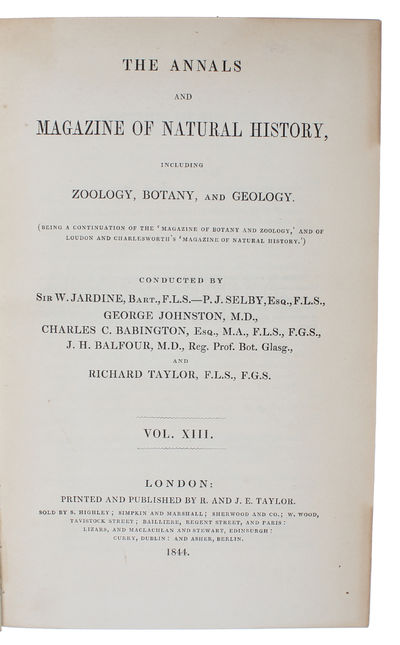 THE ANNALS
AND
MAGAZINE OF NATURAL HISTORY,
INCLUDING
ZOOLOGY, BOTANY, AND GEOLOGY.
(BEING A CONTINUATION OF THE 'MAGAZINE OF BOTANY AND ZOOLOGY,' AND OF
LOUDON AND CHARLESWORTH'S 'MAGAZINE OF NATURAL HISTORY.')
CONDUCTED BY
SIR W. JARDINE, BART., F.L.S.—P. J. SELBY, ESQ., F.L.S.,
GEORGE JOHNSTON, M.D.,
CHARLES C. BABINGTON, ESQ., M.A., F.L.S., F.G.S.,
J. H. BALFOUR, M.D., Reg. Prof. Bot. Glasg.,
AND
RICHARD TAYLOR, F.L.S., F.G.S.
VOL. XIII.
LONDON:
PRINTED AND PUBLISHED BY R. AND J. E. TAYLOR.
SOLD BY S. HIGHLEY; SIMPKIN AND MARSHALL; SHERWOOD AND CO.; W. WOOD,
TAVISTOCK STREET; BAILLIERE, REGENT STREET, AND PARIS:
LIZARS, AND MACLACHLAN AND STEWART, EDINBURGH:
CURRY, DUBLIN: AND ASHER, BERLIN.
1844.